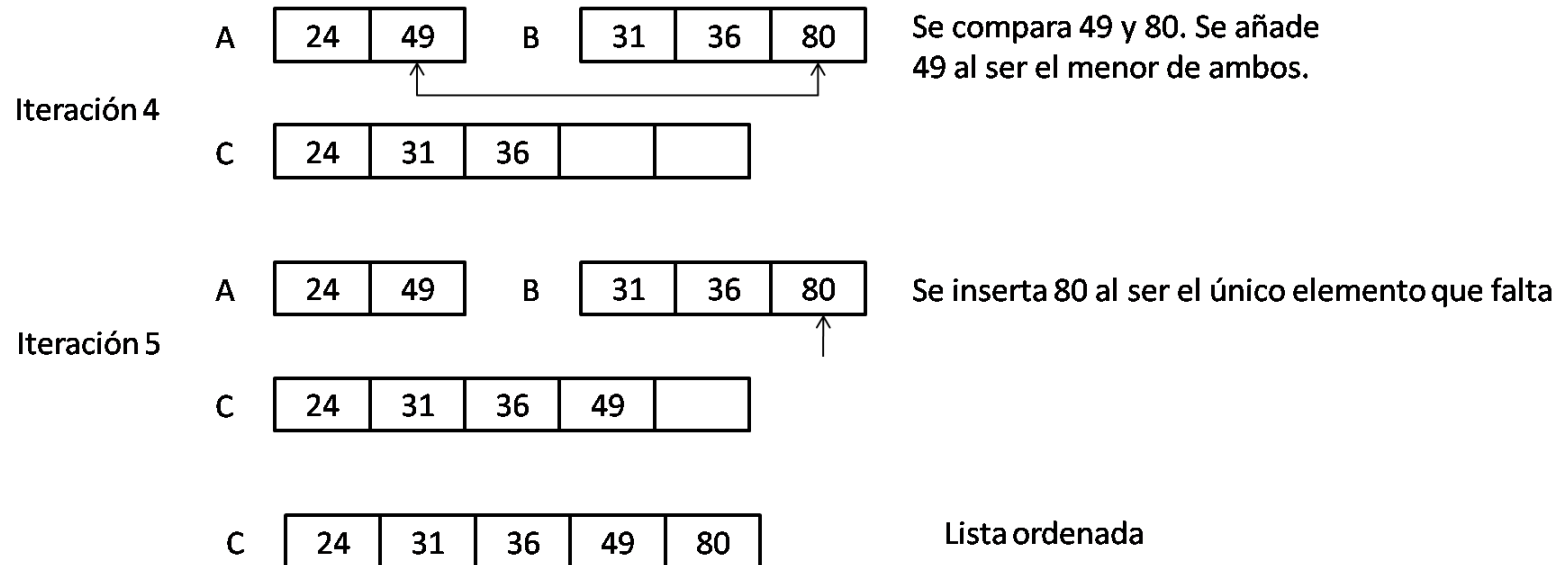 A 24 49 B 31 36 80 Se compara 49 y 80. Se añade
49 al ser el menor de ambos.
Iteración 4
C 24 31 36
A 24 49 B 31 36 80 Se inserta 80 al ser el único elemento que falta
Iteración 5
C 24 31 36 49
C 24 31 36 49 80 Lista ordenada